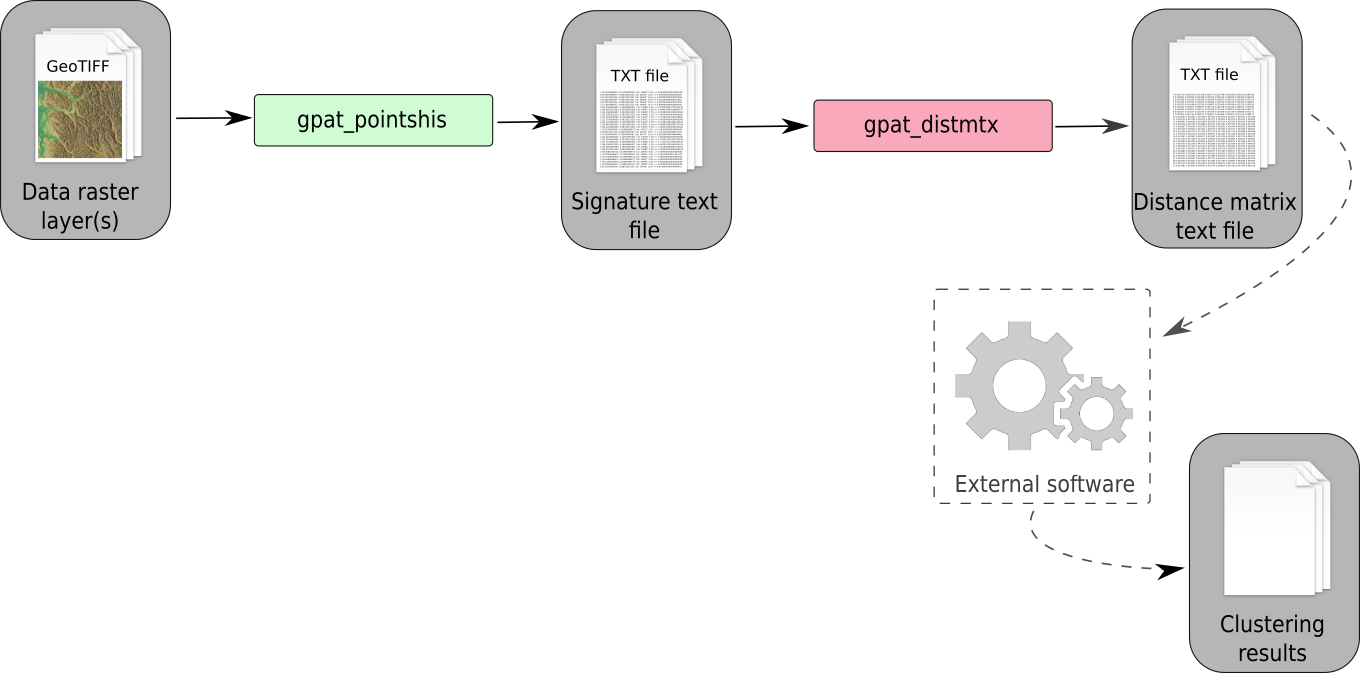 GeoTIFF
Data raster
layer(s)
gpat_pointshis
TXT file
Signature text
file
gpat_distmtx
TXT file
Distance matrix
text file
External software
Clustering
results